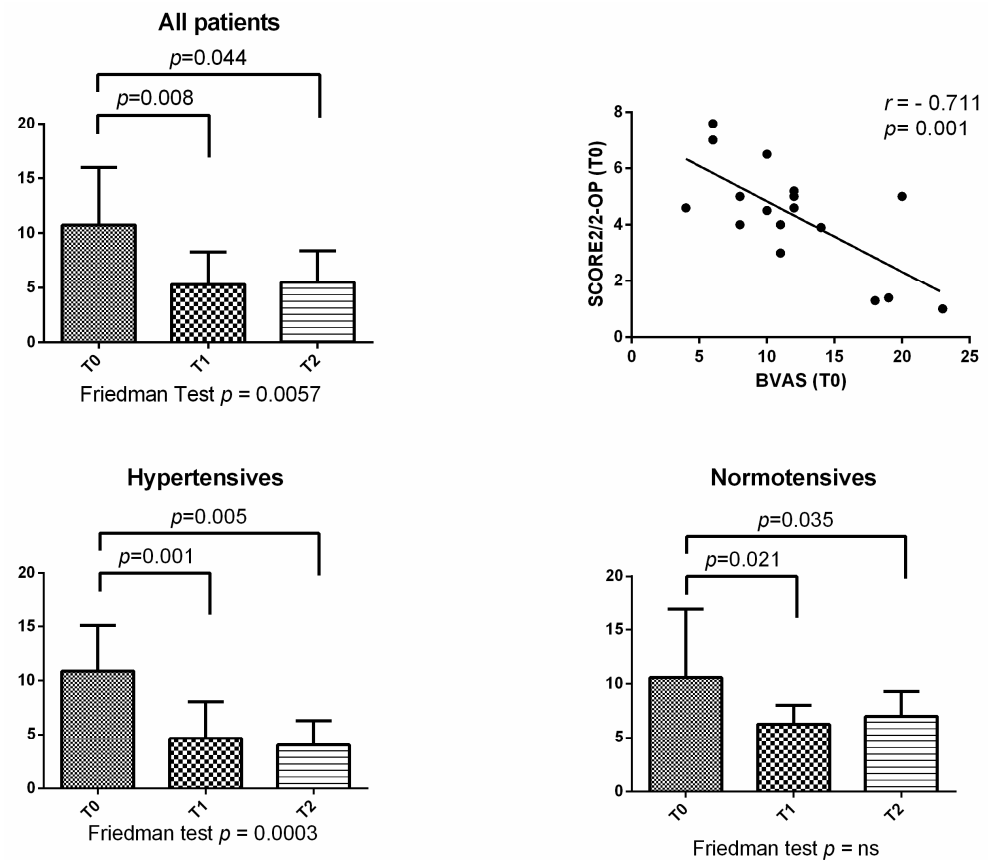 All patients
p=0.044
p=0.008
20
15
10
5
0
T0
T1
T2
Friedman Test p = 0.0057
r = - 0.711
p= 0.001
SCORE2/2-OP (T0)
8
6
4
2
0
0
5
10
15
20
25
BVAS (T0)
Hypertensives
p=0.005
p=0.001
20
15
10
5
0
T0
T1
T2
Friedman test p = 0.0003
Normotensives
p=0.035
p=0.021
20
15
10
5
0
T0
T1
T2
Friedman test p = ns